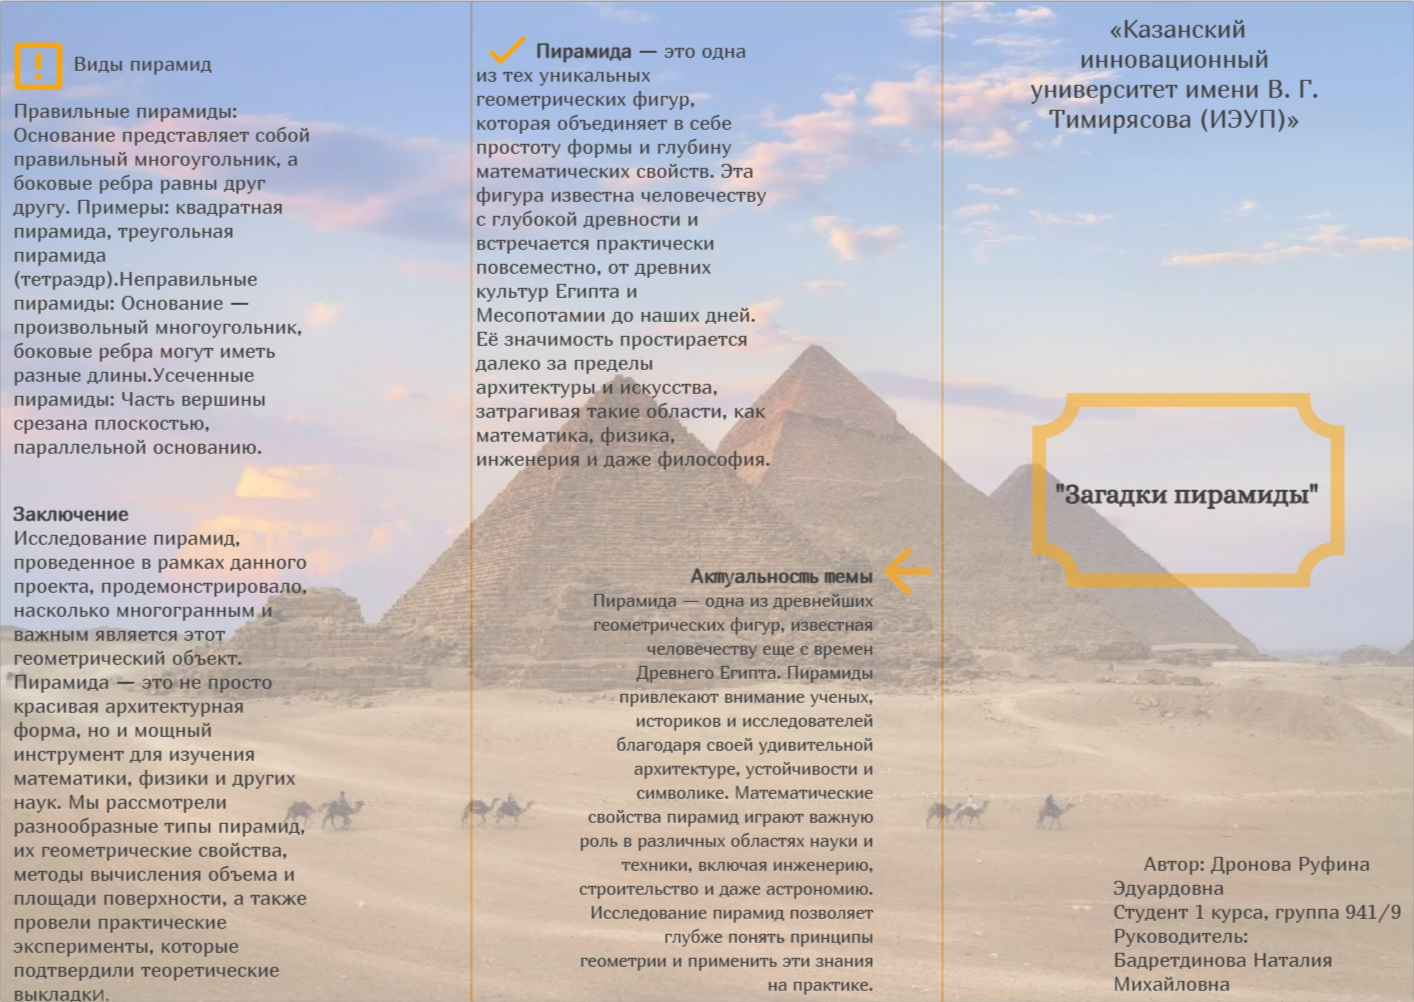 Виды пирамид
Правильные пирамиды:
Основание представляет собой
правильный многоугольник, а
боковые ребра равны друг
другу. Примеры: квадратная
пирамида, треугольная
пирамида
(тетраэдр).Неправильные
пирамиды: Основание —
произвольный многоугольник,
боковые ребра могут иметь
разные длины.Усеченные
пирамиды: Часть вершины
срезана плоскостью,
параллельной основанию.
Заключение
Исследование пирамид,
проведенное в рамках данного
проекта, продемонстрировало,
насколько многогранным и
важным является этот
геометрический объект.
Пирамида — это не просто
красивая архитектурная
форма, но и мощный
инструмент для изучения
математики, физики и других
наук. Мы рассмотрели
разнообразные типы пирамид,
их геометрические свойства,
методы вычисления объема и
площади поверхности, а также
провели практические
эксперименты, которые
подтвердили теоретические
выкладки.
Пирамида — это одна
из тех уникальных
геометрических фигур,
которая объединяет в себе
простоту формы и глубину
математических свойств. Эта
фигура известна человечеству
с глубокой древности и
встречается практически
повсеместно, от древних
культур Египта и
Месопотамии до наших дней.
Её значимость простирается
далеко за пределы
архитектуры и искусства,
затрагивая такие области, как
математика, физика,
инженерия и даже философия.
Актуальность темы
Пирамида — одна из древнейших
геометрических фигур, известная
человечеству еще с времен
Древнего Египта. Пирамиды
привлекают внимание ученых,
историков и исследователей
благодаря своей удивительной
архитектуре, устойчивости и
символике. Математические
свойства пирамид играют важную
роль в различных областях науки и
техники, включая инженерию,
строительство и даже астрономию.
Исследование пирамид позволяет
глубже понять принципы
геометрии и применить эти знания
на практике.
«Казанский
инновационный
университет имени В. Г.
Тимирясова (ИЭУП)»
"Загадки пирамиды"
Автор: Дронова Руфина
Эдуардовна
Студент 1 курса, группа 941/9
Руководитель:
Бадретдинова Наталия
Михайловна